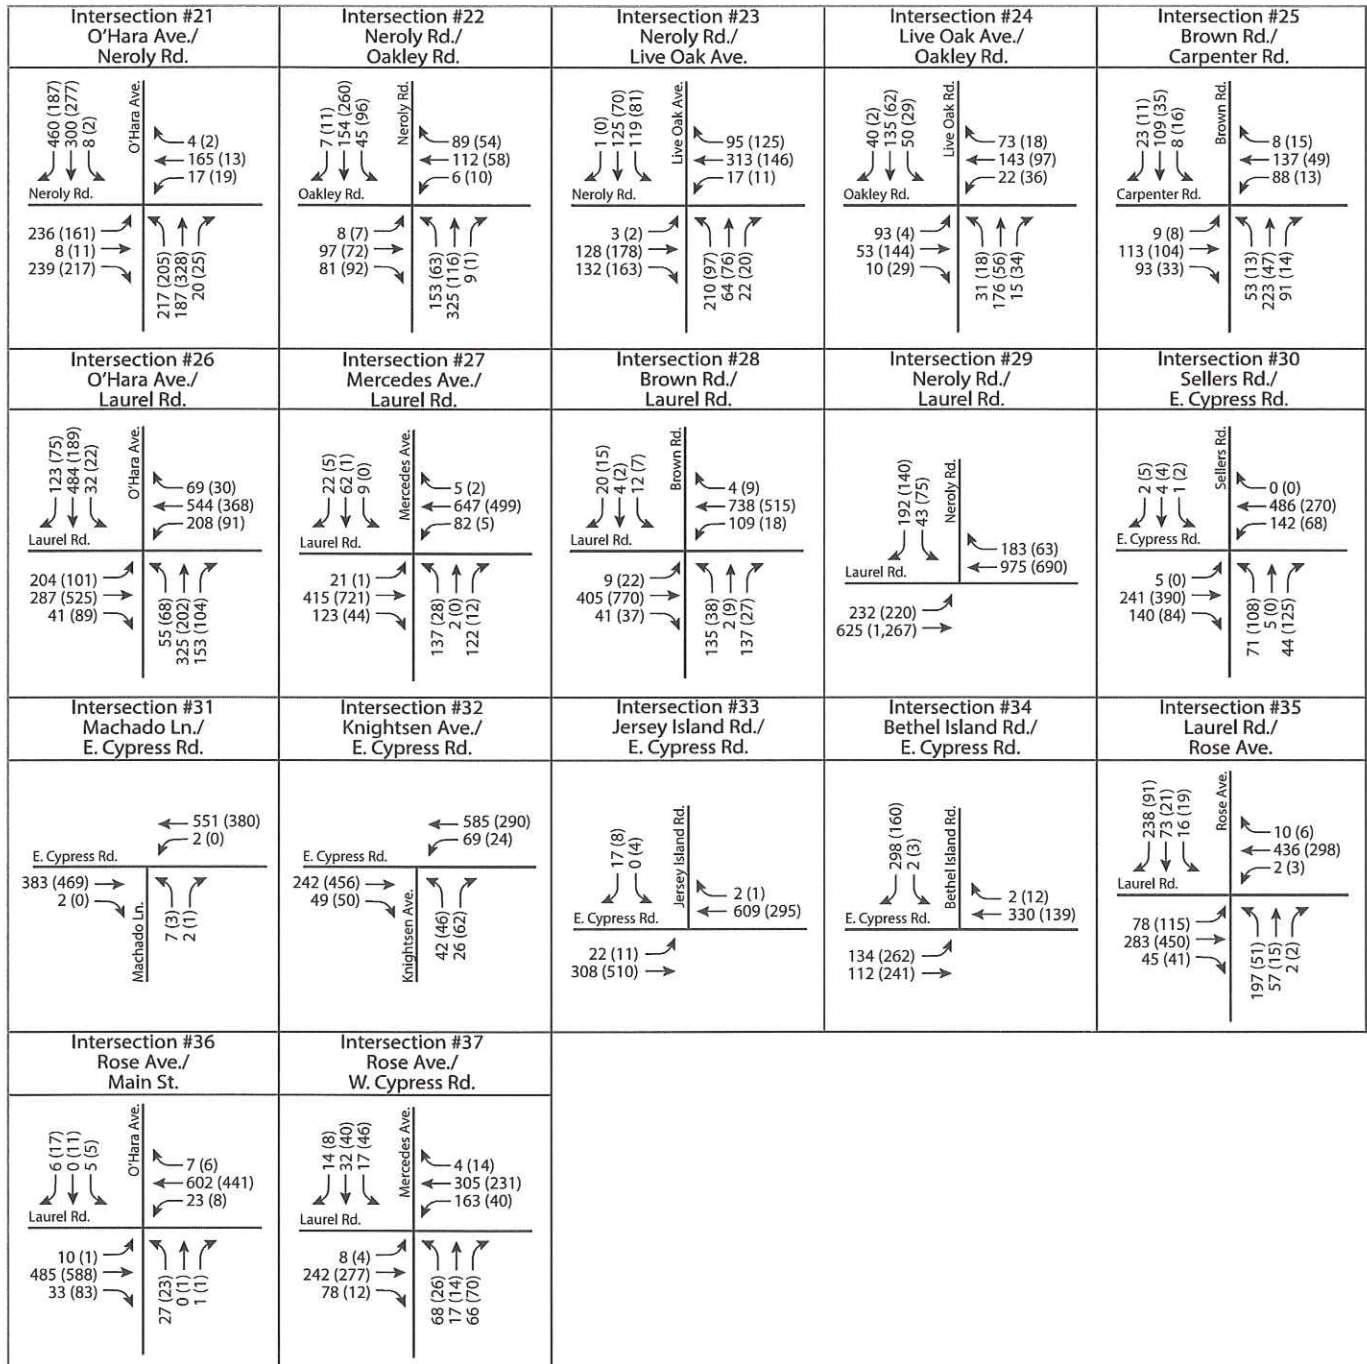 Intersection #21
O'Hara Ave./
Neroly Rd.
460 (187)
300 (277)
8 (2)
O'Hara Ave.
4 (2)
165 (13)
17 (19)
Neroly Rd.
236 (161)
8 (11)
239 (217)
217 (205)
187 (328)
20 (25)
Intersection #22
Neroly Rd./
Oakley Rd.
7 (11)
154 (260)
45 (96)
Neroly Rd.
89 (54)
112 (58)
6 (10)
Oakley Rd.
8 (7)
97 (72)
81 (92)
153 (63)
325 (116)
9 (1)
Intersection #23
Neroly Rd./
Live Oak Ave.
1 (0)
125 (70)
119 (81)
Live Oak Ave.
95 (125)
313 (146)
17 (11)
Neroly Rd.
3 (2)
128 (178)
132 (163)
210 (97)
64 (76)
22 (20)
Intersection #24
Live Oak Ave./
Oakley Rd.
40 (2)
135 (62)
50 (29)
Live Oak Rd.
73 (18)
143 (97)
22 (36)
Oakley Rd.
93 (4)
53 (144)
10 (29)
31 (18)
176 (56)
15 (34)
Intersection #25
Brown Rd./
Carpenter Rd.
23 (11)
109 (35)
8 (16)
Brown Rd.
8 (15)
137 (49)
88 (13)
Carpenter Rd.
9 (8)
113 (104)
93 (33)
53 (13)
223 (47)
91 (14)
Intersection #26
O'Hara Ave./
Laurel Rd.
123 (75)
484 (189)
32 (22)
O'Hara Ave.
69 (30)
544 (368)
208 (91)
Laurel Rd.
204 (101)
287 (525)
41 (89)
55 (68)
325 (202)
153 (104)
Intersection #27
Mercedes Ave./
Laurel Rd.
22 (5)
62 (1)
9 (0)
Mercedes Ave.
5 (2)
647 (499)
82 (5)
Laurel Rd.
21 (1)
415 (721)
123 (44)
137 (28)
2 (0)
122 (12)
Intersection #28
Brown Rd./
Laurel Rd.
20 (15)
4 (2)
12 (7)
Brown Rd.
4 (9)
738 (515)
109 (18)
Laurel Rd.
9 (22)
405 (770)
41 (37)
135 (38)
2 (9)
137 (27)
Intersection #29
Neroly Rd./
Laurel Rd.
192 (140)
43 (75)
Neroly Rd.
183 (63)
975 (690)
Laurel Rd.
232 (220)
625 (1,267)
Intersection #30
Sellers Rd./
E. Cypress Rd.
2 (5)
4 (4)
1 (2)
Sellers Rd.
0 (0)
486 (270)
142 (68)
E. Cypress Rd.
5 (0)
241 (390)
140 (84)
71 (108)
5 (0)
44 (125)
Intersection #31
Machado Ln./
E. Cypress Rd.
551 (380)
2 (0)
E. Cypress Rd.
383 (469)
2 (0)
Machado Ln.
7 (3)
2 (1)
Intersection #32
Knightsen Ave./
E. Cypress Rd.
585 (290)
69 (24)
E. Cypress Rd.
242 (456)
49 (50)
Knightsen Ave.
42 (46)
26 (62)
Intersection #33
Jersey Island Rd./
E. Cypress Rd.
17 (8)
0 (4)
Jersey Island Rd.
2 (1)
609 (295)
E. Cypress Rd.
22 (11)
308 (510)
Intersection #34
Bethel Island Rd./
E. Cypress Rd.
298 (160)
2 (3)
Bethel Island Rd.
2 (12)
330 (139)
E. Cypress Rd.
134 (262)
112 (241)
Intersection #35
Laurel Rd./
Rose Ave.
238 (91)
73 (21)
16 (19)
Rose Ave.
10 (6)
436 (298)
2 (3)
Laurel Rd.
78 (115)
283 (450)
45 (41)
197 (51)
57 (15)
2 (2)
Intersection #36
Rose Ave./
Main St.
6 (17)
0 (11)
5 (5)
O'Hara Ave.
7 (6)
602 (441)
23 (8)
Laurel Rd.
10 (1)
485 (588)
33 (83)
27 (23)
0 (1)
1 (1)
Intersection #37
Rose Ave./
W. Cypress Rd.
14 (8)
32 (40)
17 (46)
Mercedes Ave.
4 (14)
305 (231)
163 (40)
Laurel Rd.
8 (4)
242 (277)
78 (12)
68 (26)
17 (14)
66 (70)